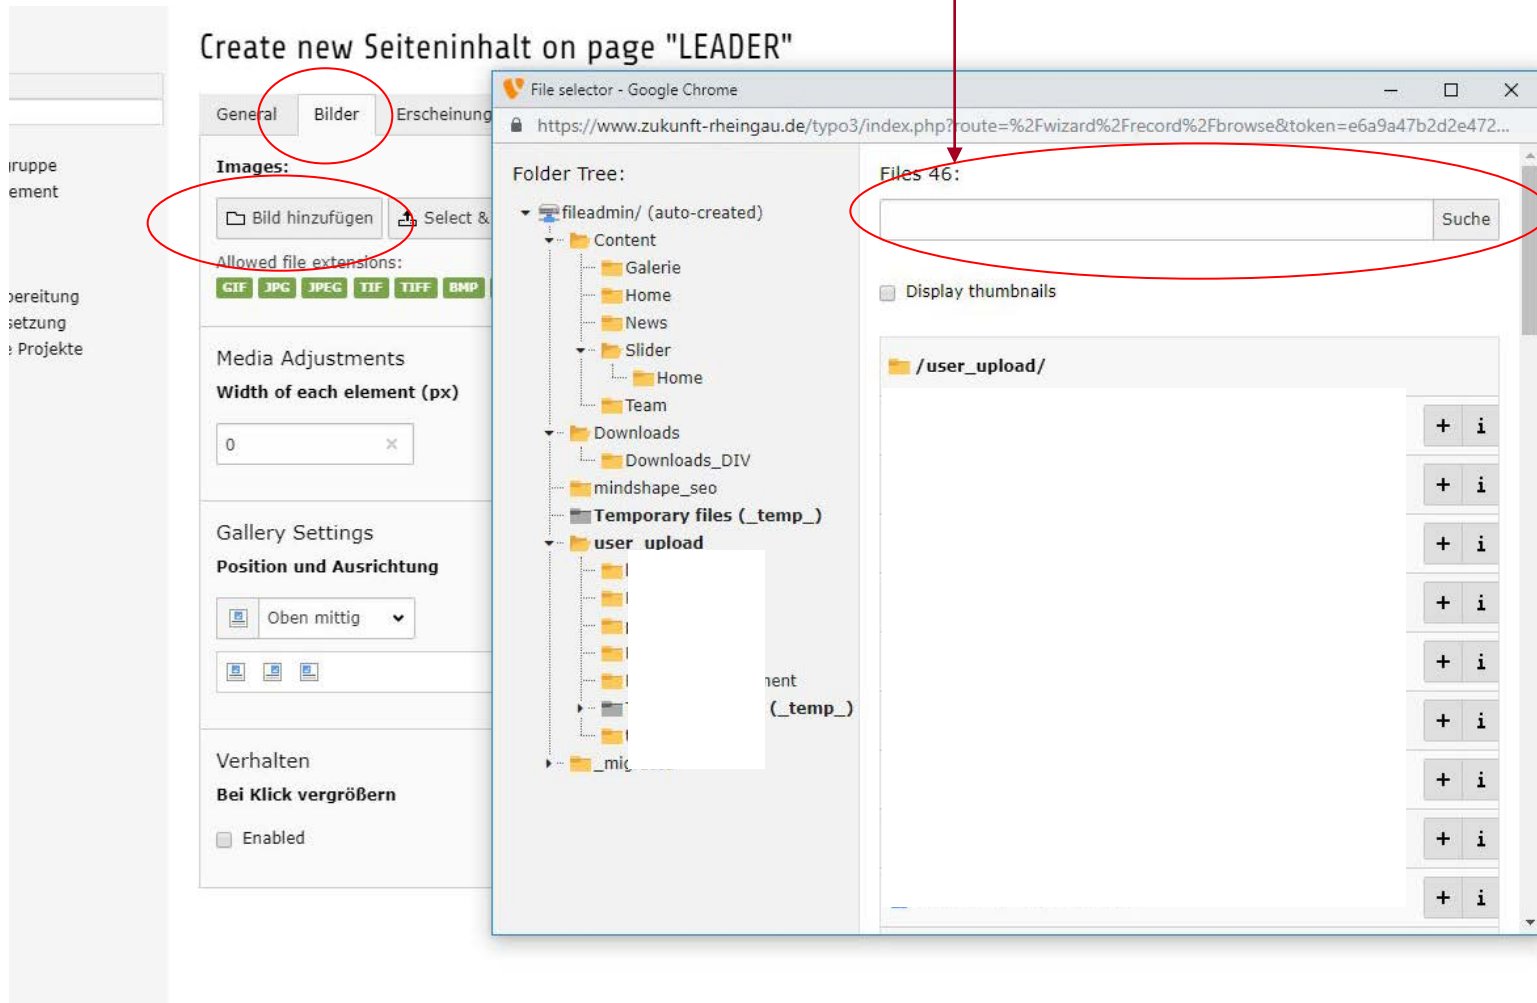 Create new Seiteninhalt on page "LEADER"
General Bilder Erscheinung
Images:
Bild hinzufügen Select &
Allowed file extensions:
GIF JPG JPEG TIF TIFF BMP
Media Adjustments
Width of each element (px)
0
Gallery Settings
Position und Ausrichtung
Oben mittig
Verhalten
Bei Klick vergrößern
Enabled
gruppe
ement
bereitung
setzung
Projekte
File selector - Google Chrome
https://www.zukunft-rheingau.de/typo3/index.php?route=%2Fwizard%2Frecord%2Fbrowse&token=e6a9a47b2d2e472...
Folder Tree:
fileadmin/ (auto-created)
Content
Galerie
Home
News
Slider
Home
Team
Downloads
Downloads_DIV
mindshape_seo
Temporary files (_temp_)
user_upload
ment
(_temp_)
Files 46:
Suche
Display thumbnails
/user_upload/
+ i
+ i
+ i
+ i
+ i
+ i
+ i
+ i
+ i